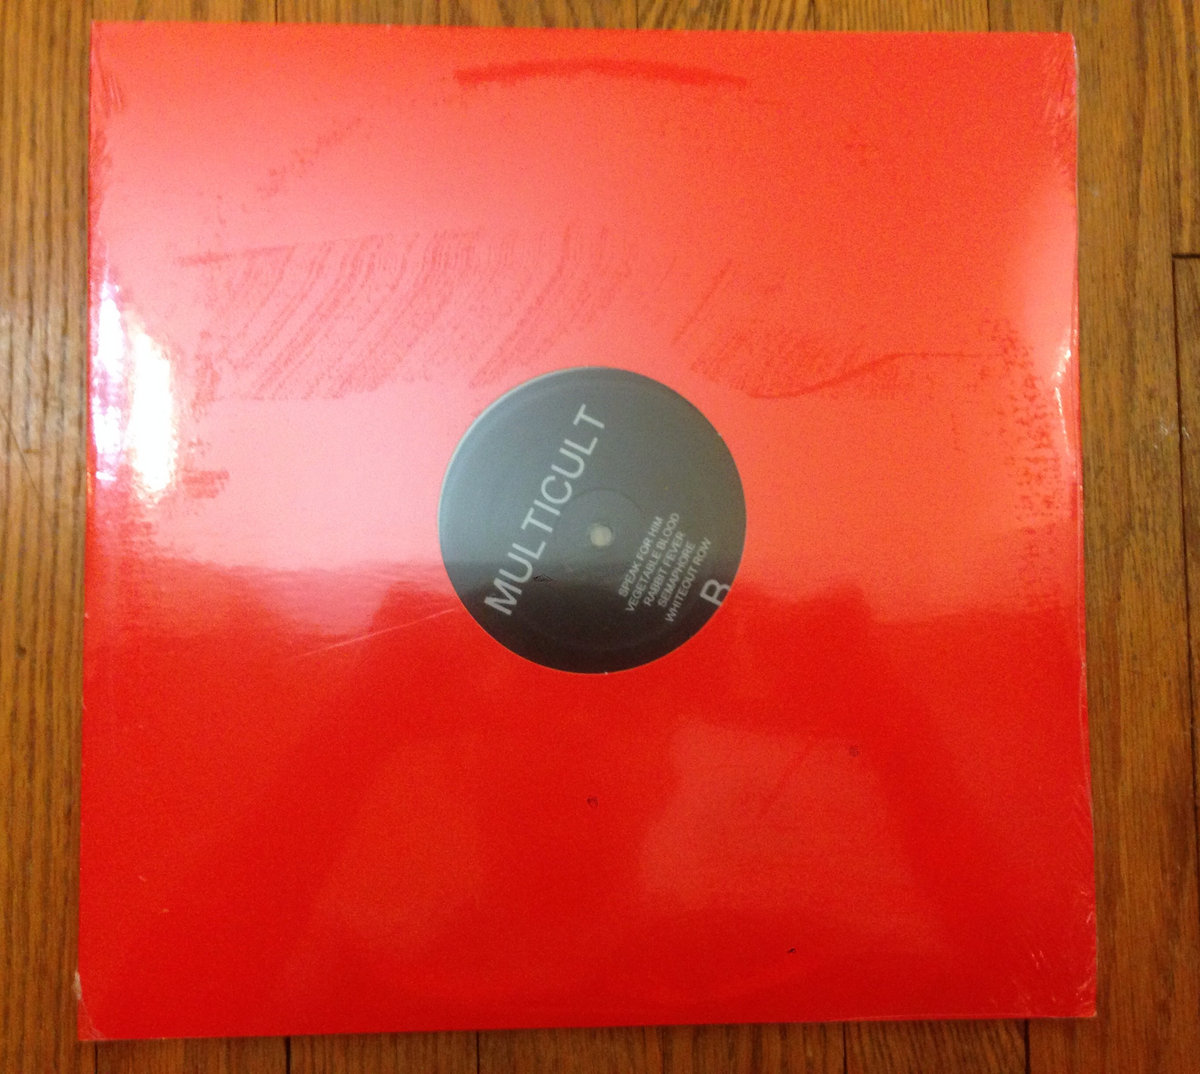 MULTICULT
SPEAK FOR HIM
VEGETABLE BLOOD
RABBIT FEVER
SEMAPHORE
WHITEOUT ROW
B